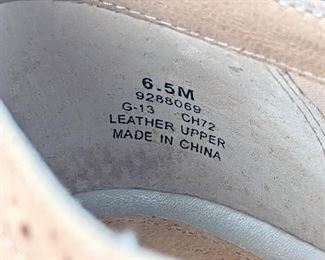 6-5M
9288069
G-13 CH72
LEATHER UPPER
MADE IN CHINA